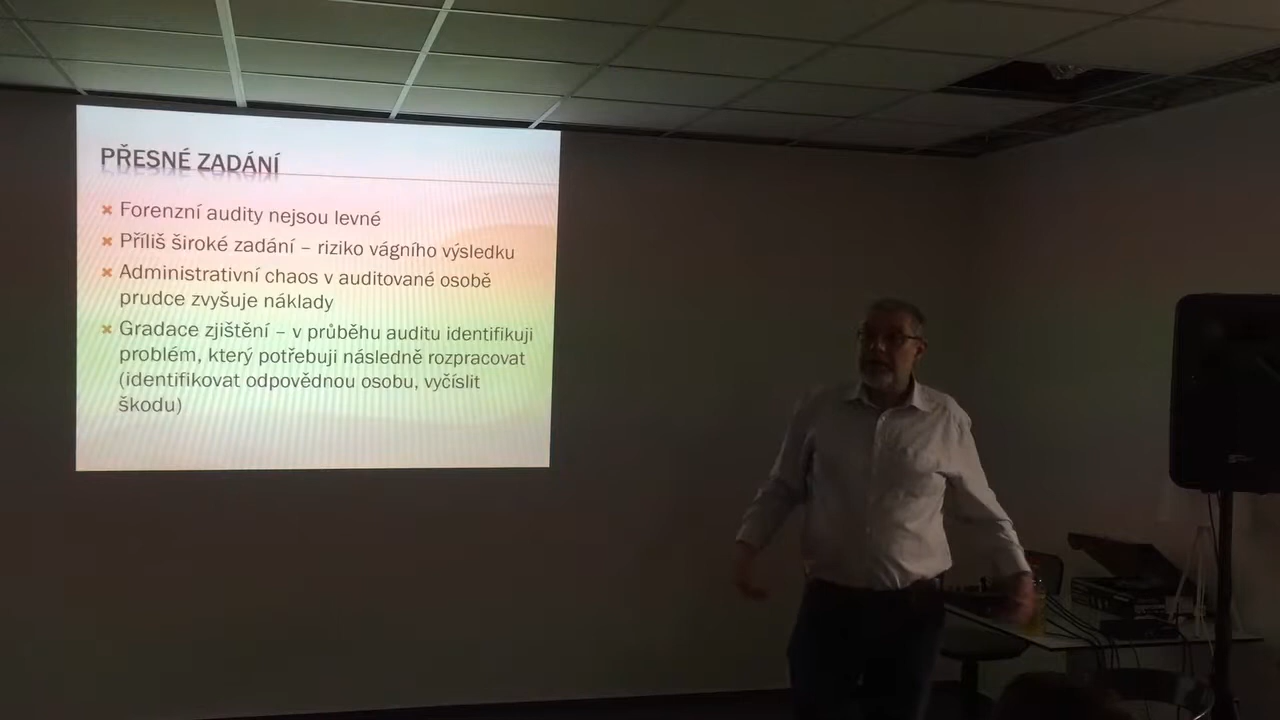 PŘESNÉ ZADÁNÍ
Forenzní audity nejsou levné
Příliš široké zadání – riziko vágního výsledku
Administrativní chaos v auditované osobě
prudce zvyšuje náklady
Gradace zjištění – v průběhu auditu identifikuji
problém, který potřebuji následně rozpracovat
(identifikovat odpovědnou osobu, vyčíslit
škodu)